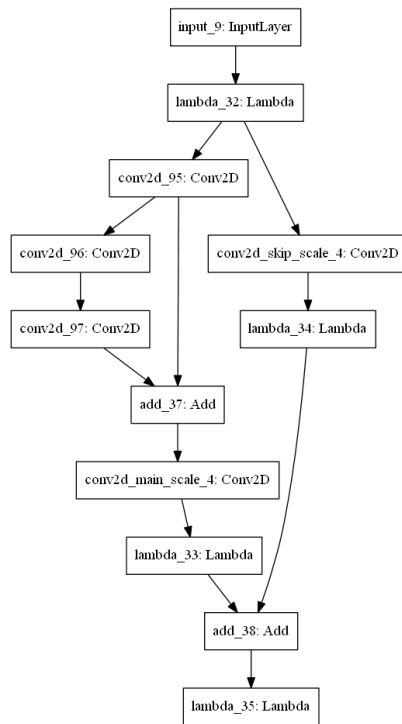 input_9: InputLayer
lambda_32: Lambda
conv2d_95: Conv2D
conv2d_96: Conv2D
conv2d_skip_scale_4: Conv2D
conv2d_97: Conv2D
lambda_34: Lambda
add_37: Add
conv2d_main_scale_4: Conv2D
lambda_33: Lambda
add_38: Add
lambda_35: Lambda